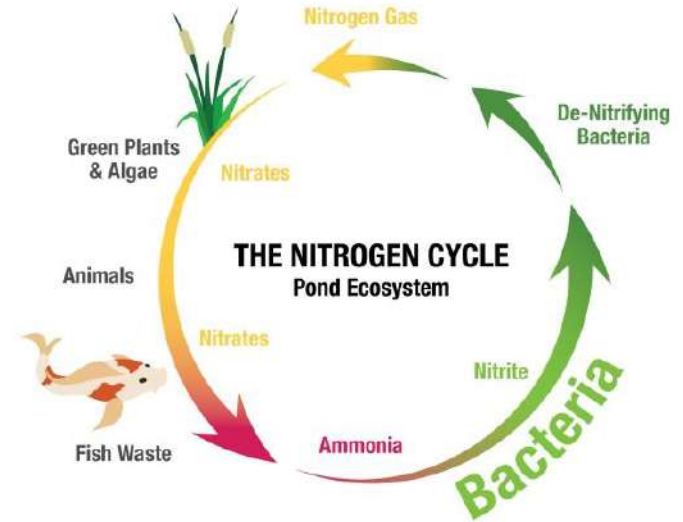 Nitrogen Gas
De-Nitrifying
Bacteria
Green Plants
& Algae
Nitrates
THE NITROGEN CYCLE
Pond Ecosystem
Animals
Nitrates
Nitrite
Bacteria
Fish Waste
Ammonia